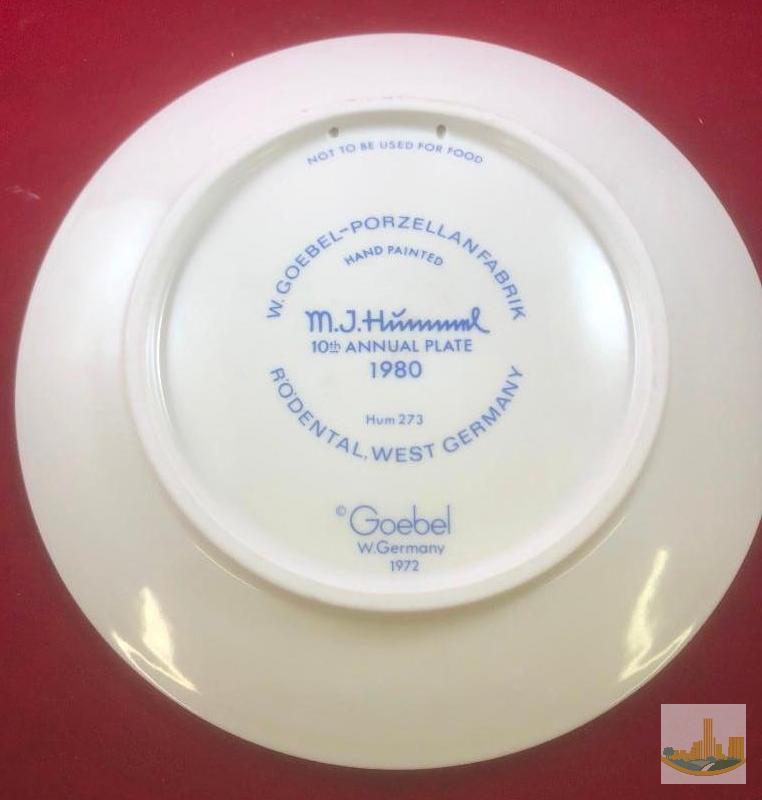 NOT TO BE USED FOR FOOD
W. GOEBEL–PORZELLANFABRIK
HAND PAINTED
M.J.Hümmel
10th ANNUAL PLATE
1980
Hum 273
RÖDENTAL, WEST GERMANY
© Goebel
W.Germany
1972